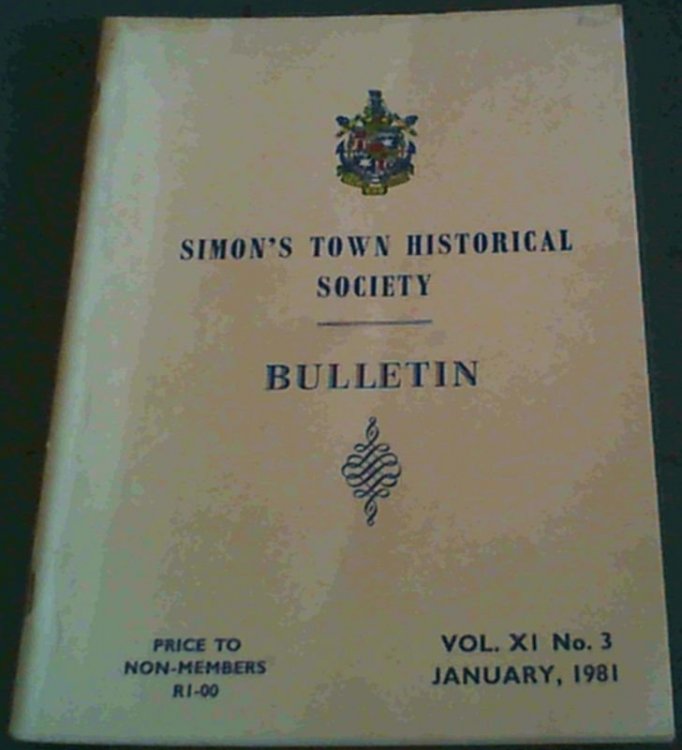 SIMON'S TOWN HISTORICAL
SOCIETY
BULLETIN
PRICE TO
NON-MEMBERS
R1-00
VOL. XI No. 3
JANUARY, 1981